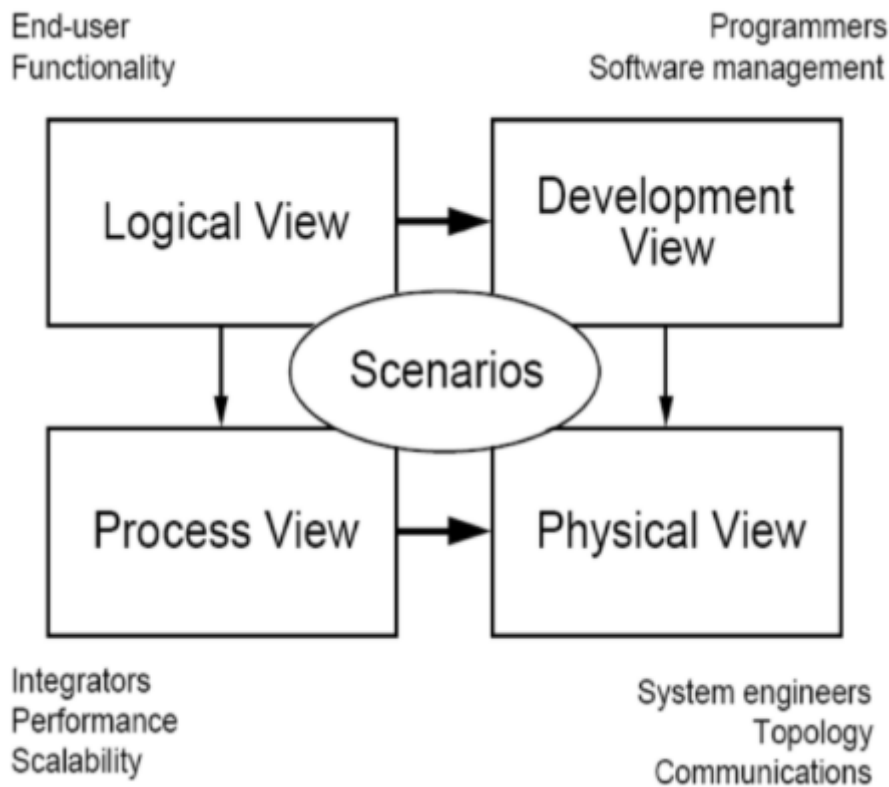 End-user
Functionality
Programmers
Software management
Logical View
Development
View
Scenarios
Process View
Physical View
Integrators
Performance
Scalability
System engineers
Topology
Communications